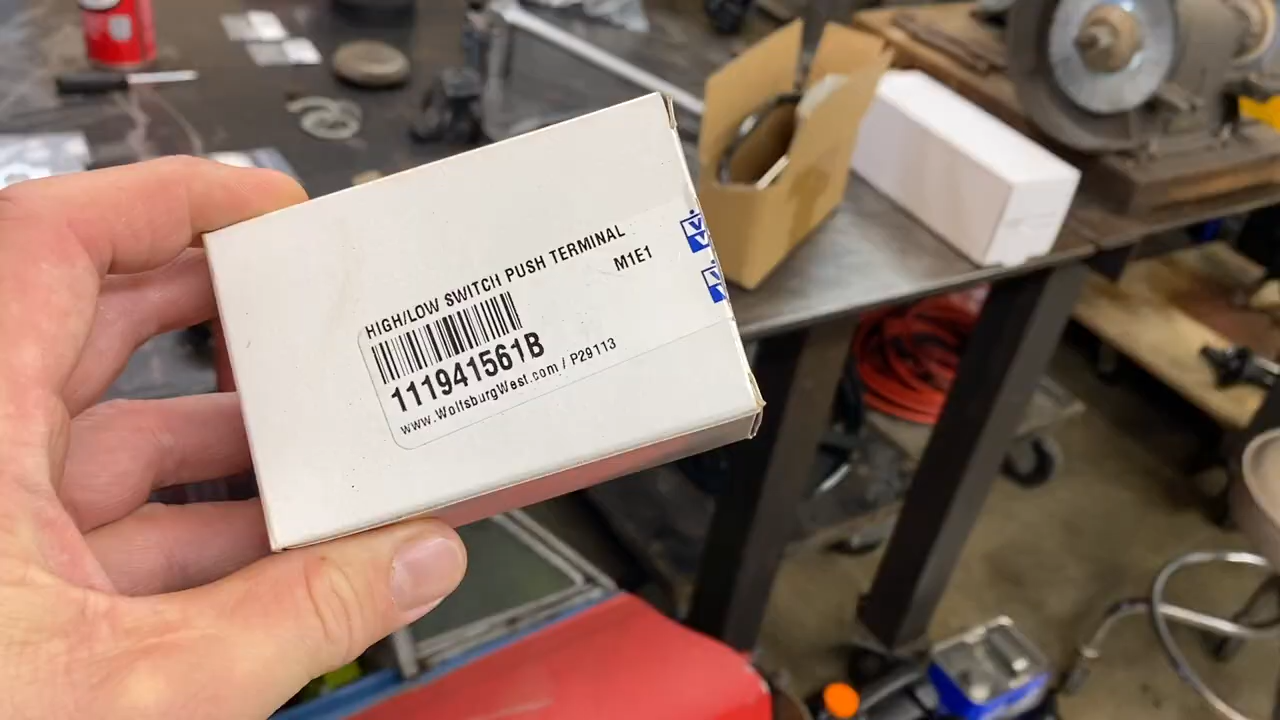 HIGH/LOW SWITCH PUSH TERMINAL
M1E1
111941561B
www.WolfsburgWest.com / P29113